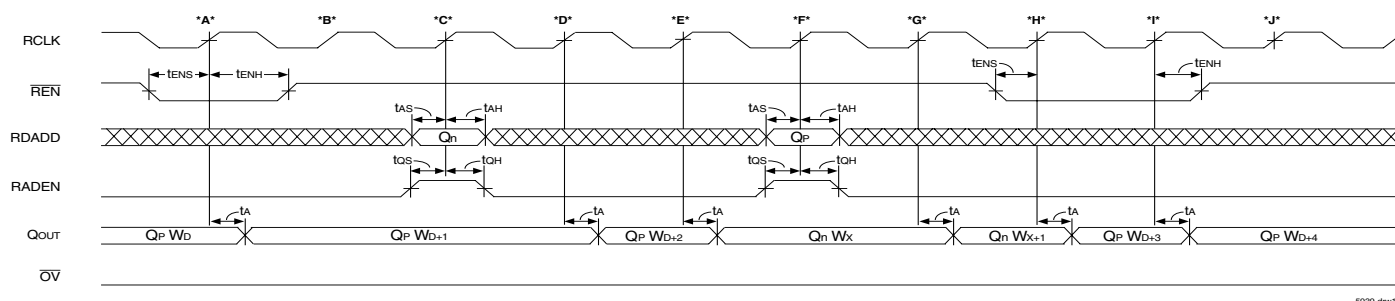 *A* *B* *C* *D* *E* *F* *G* *H* *I* *J*
RCLK
tENS tENH tENS tENH
REN
tAS tAH tAS tAH
RDADD Qn QP
tQS tQH tQS tQH
RADEN
tA tA tA tA tA tA
QOUT QP WD QP WD+1 QP WD+2 Qn WX Qn WX+1 QP WD+3 QP WD+4
OV